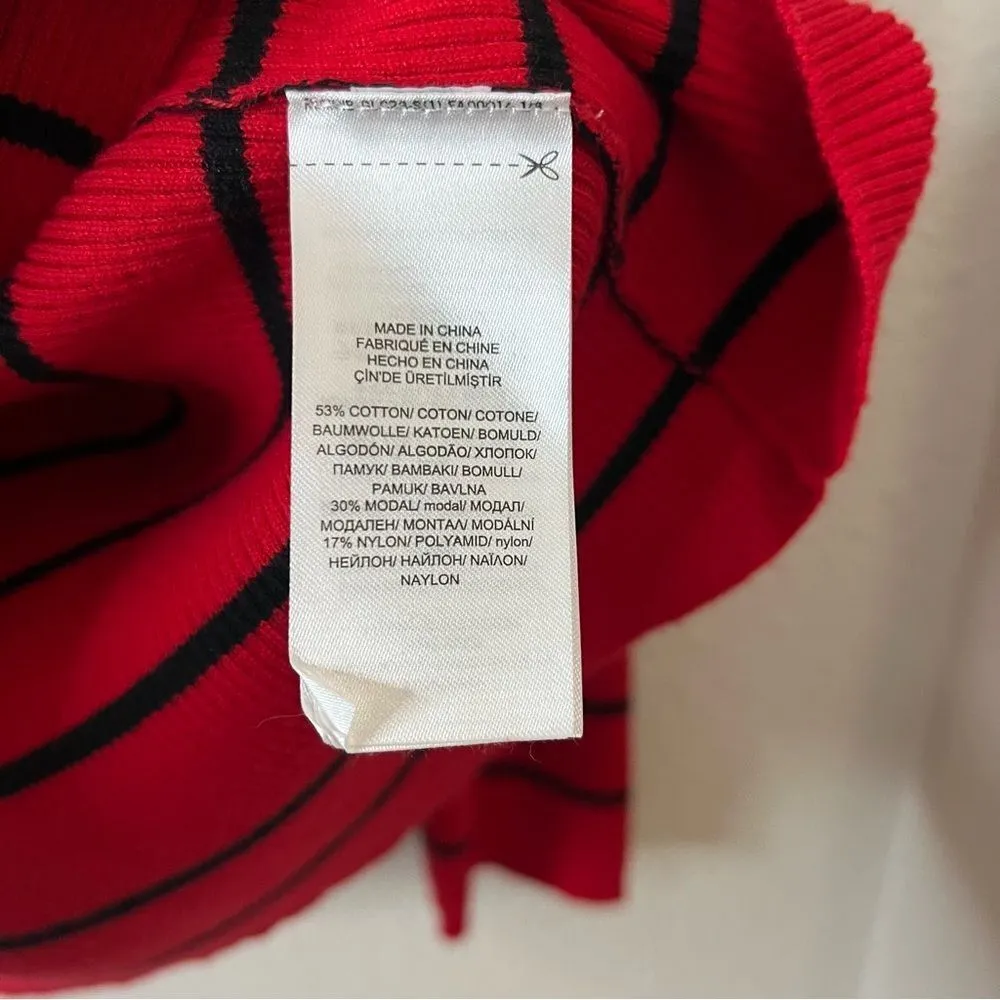 MADE IN CHINA
FABRIQUÉ EN CHINE
HECHO EN CHINA
ÇİN'DE ÜRETİLMİŞTİR
53% COTTON/ COTON/ COTONE/
BAUMWOLLE/ KATOEN/ BOMULD/
ALGODÓN/ ALGODÃO/ ХЛОПОК/
ПАМУК/ BAMBAKI/ BOMULL/
PAMUK/ BAVLNA
30% MODAL/ modal/ МОДАЛ/
МОДАЛЕН/ ΜΟΝΤΑΛ/ MODÁLNÍ
17% NYLON/ POLYAMID/ nylon/
НЕЙЛОН/ НАЙЛОН/ ΝΑΪΛΟΝ/
NAYLON